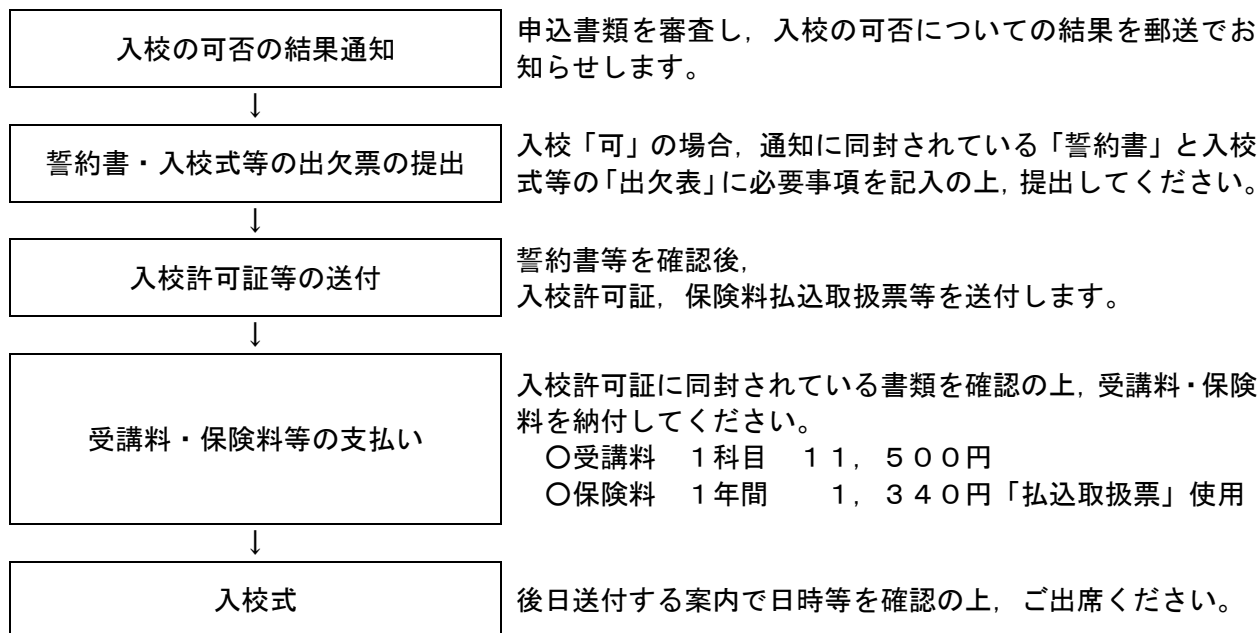 入校の可否の結果通知
申込書類を審査し，入校の可否についての結果を郵送でお
知らせします。
↓
誓約書・入校式等の出欠票の提出
入校「可」の場合，通知に同封されている「誓約書」と入校
式等の「出欠表」に必要事項を記入の上，提出してください。
↓
入校許可証等の送付
誓約書等を確認後，
入校許可証，保険料払込取扱票等を送付します。
↓
受講料・保険料等の支払い
入校許可証に同封されている書類を確認の上，受講料・保険
料を納付してください。
〇受講料　１科目　１１，５００円
〇保険料　１年間　　１，３４０円「払込取扱票」使用
↓
入校式
後日送付する案内で日時等を確認の上，ご出席ください。